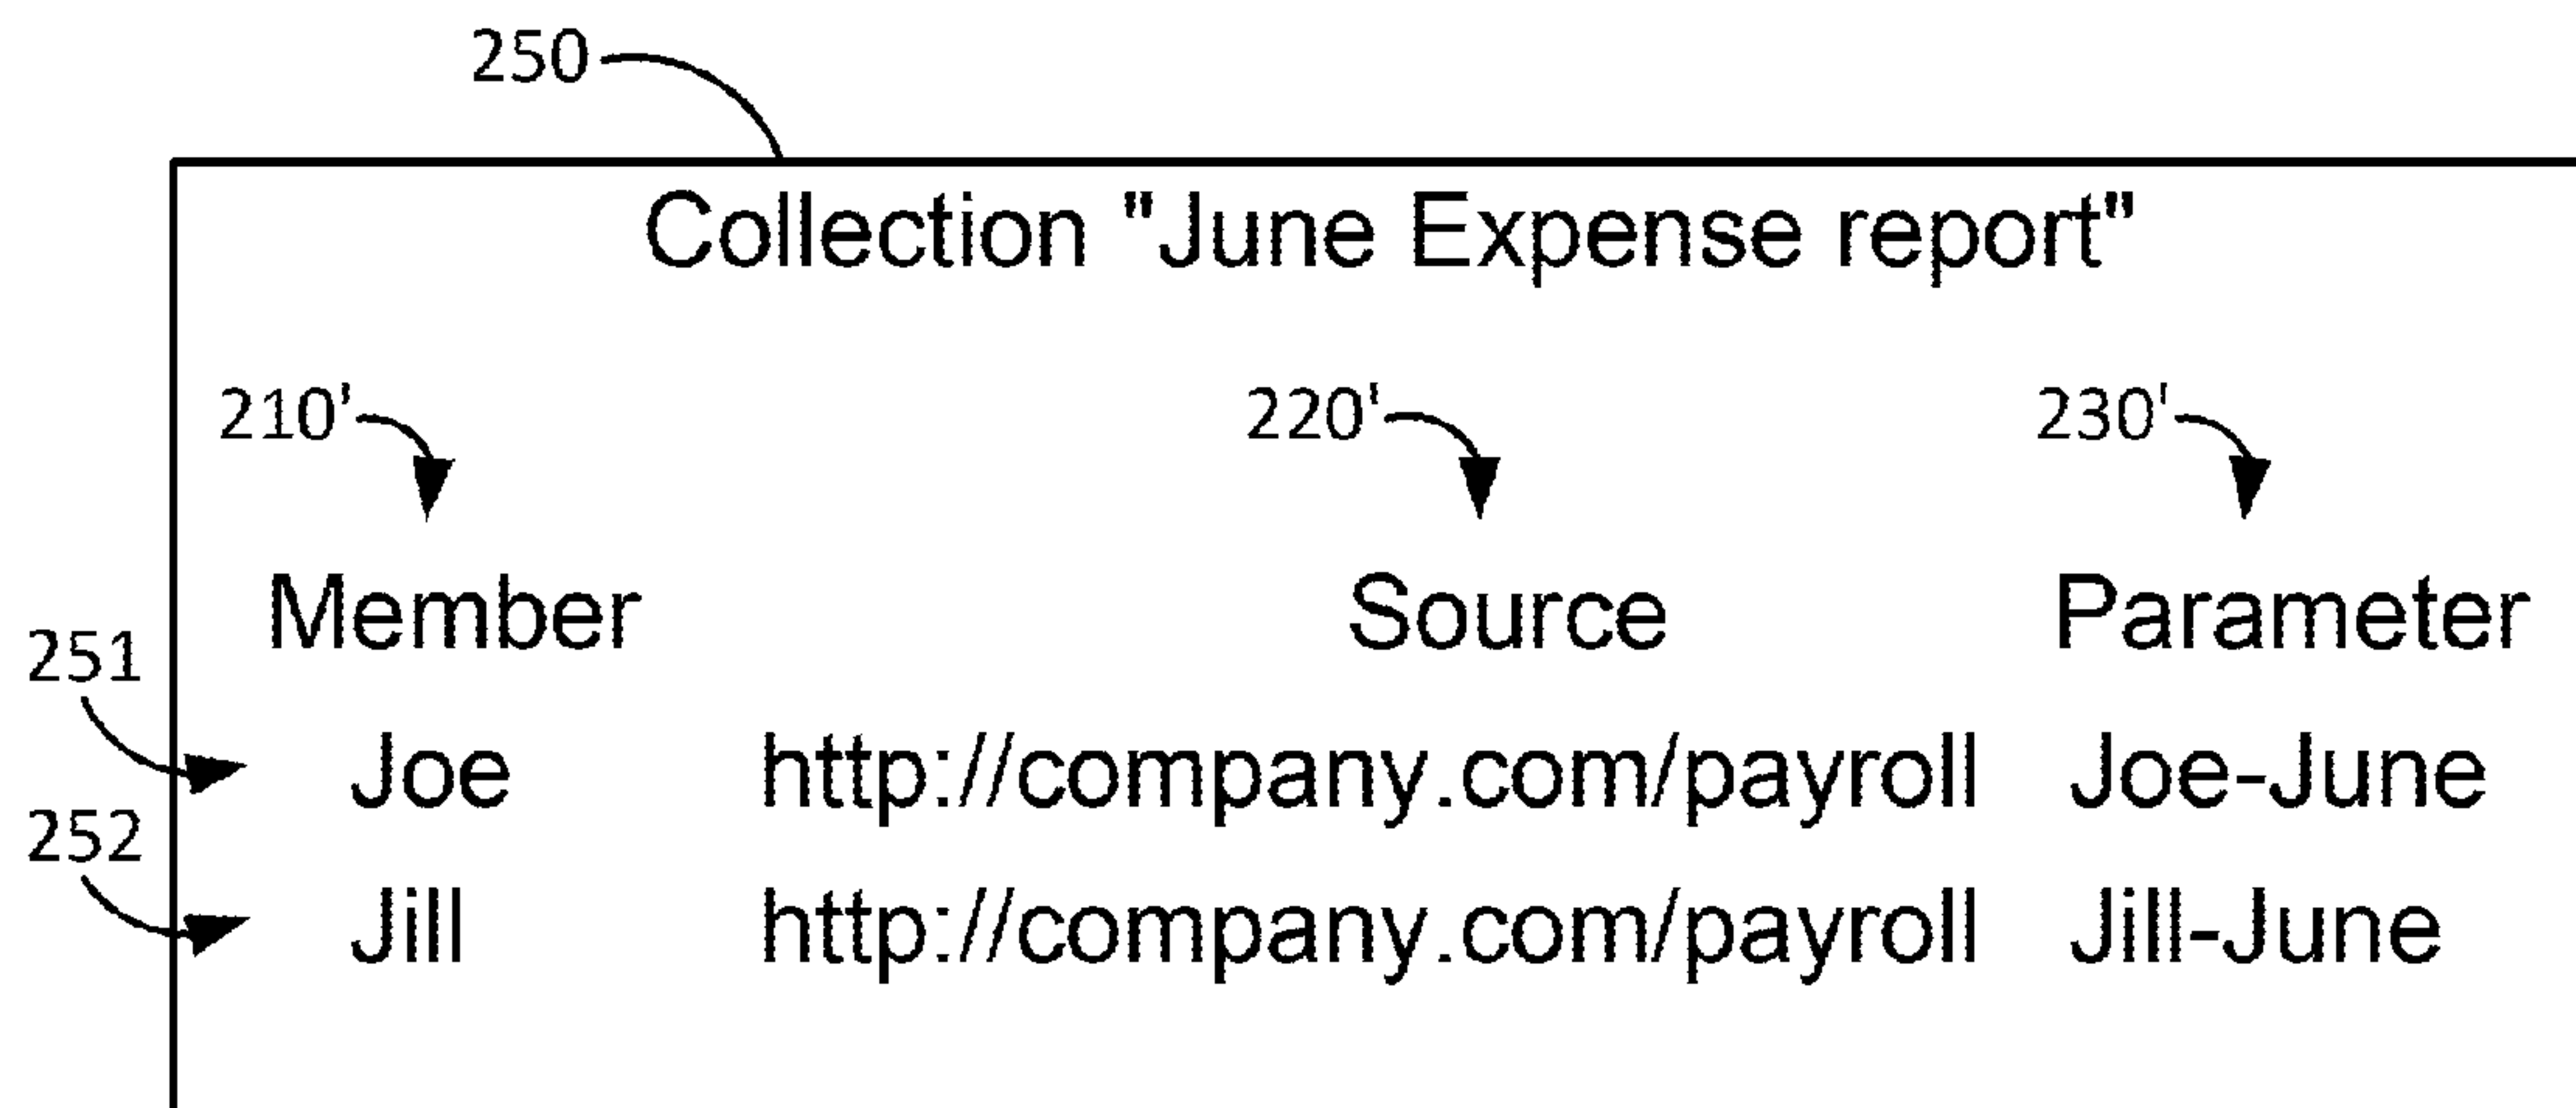 250
Collection "June Expense report"
210' 220' 230'
Member Source Parameter
251
Joe http://company.com/payroll Joe-June
252
Jill http://company.com/payroll Jill-June